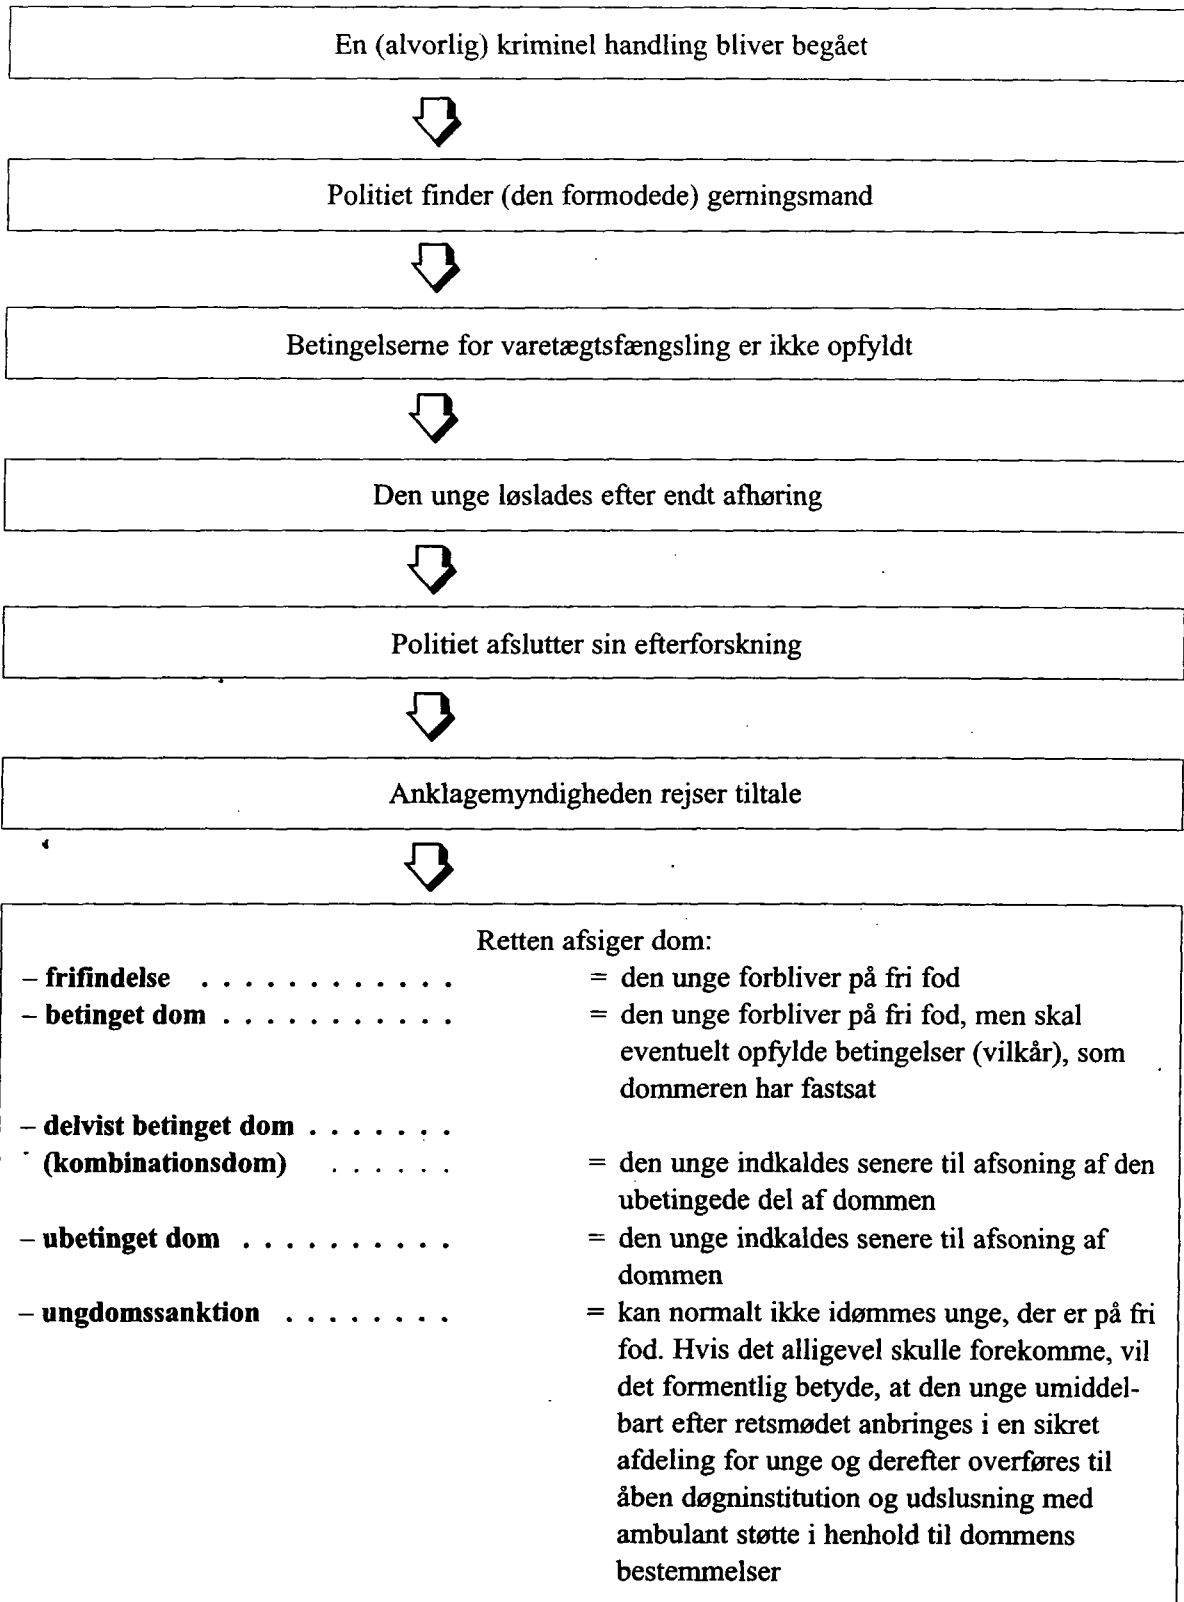 En (alvorlig) kriminel handling bliver begået
Politiet finder (den formodede) gerningsmand
Betingelserne for varetægtsfængsling er ikke opfyldt
Den unge løslades efter endt afhøring
Politiet afslutter sin efterforskning
Anklagemyndigheden rejser tiltale
Retten afsiger dom:
– frifindelse . . . . . . . . . . . . = den unge forbliver på fri fod
– betinget dom . . . . . . . . . . . = den unge forbliver på fri fod, men skal
eventuelt opfylde betingelser (vilkår), som
dommeren har fastsat
– delvist betinget dom . . . . . . .
(kombinationsdom) . . . . . . = den unge indkaldes senere til afsoning af den
ubetingede del af dommen
– ubetinget dom . . . . . . . . . . = den unge indkaldes senere til afsoning af
dommen
– ungdomssanktion . . . . . . . . = kan normalt ikke idømmes unge, der er på fri
fod. Hvis det alligevel skulle forekomme, vil
det formentlig betyde, at den unge umiddel-
bart efter retsmødet anbringes i en sikret
afdeling for unge og derefter overføres til
åben døgninstitution og udslusning med
ambulant støtte i henhold til dommens
bestemmelser